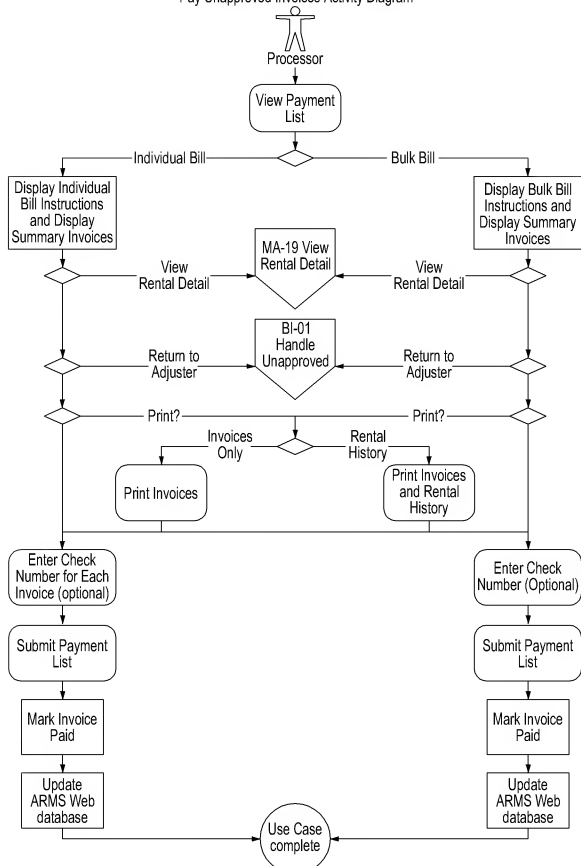 Pay Unapproved Invoices Activity Diagram
Processor
View Payment
List
Individual Bill
Bulk Bill
Display Individual
Bill Instructions
and Display
Summary Invoices
Display Bulk Bill
Instructions and
Display Summary
Invoices
MA-19 View
Rental Detail
View
Rental Detail
View
Rental Detail
BI-01
Handle
Unapproved
Return to
Adjuster
Return to
Adjuster
Print?
Print?
Invoices
Only
Rental
History
Print Invoices
Print Invoices
and Rental
History
Enter Check
Number for Each
Invoice (optional)
Enter Check
Number (Optional)
Submit Payment
List
Submit Payment
List
Mark Invoice
Paid
Mark Invoice
Paid
Update
ARMS Web
database
Update
ARMS Web
database
Use Case
complete